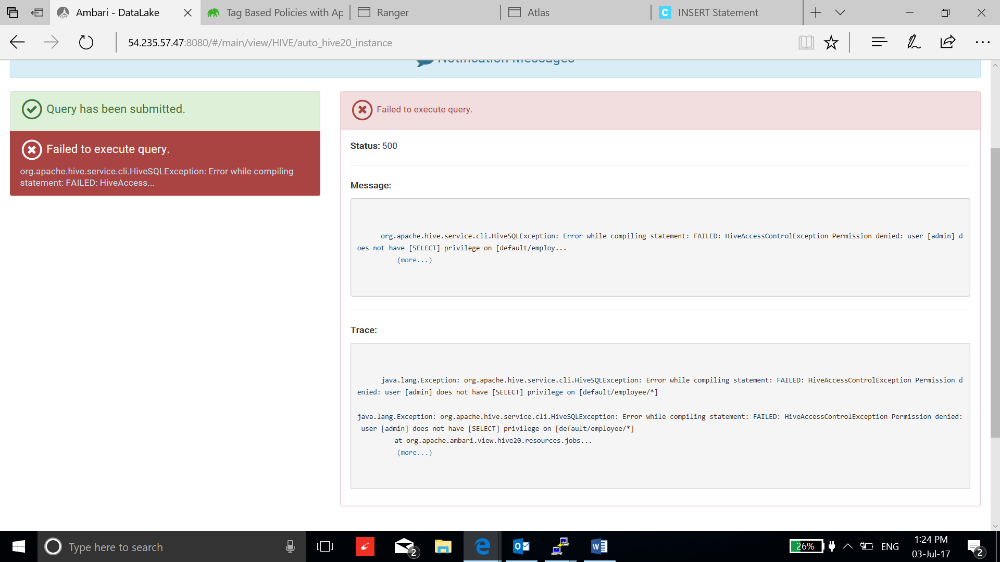 Ambari - DataLake
Tag Based Policies with Ap
Ranger
Atlas
C INSERT Statement
54.235.57.47:8080/#/main/view/HIVE/auto_hive20_instance
Notification Messages
Query has been submitted.
Failed to execute query.
org.apache.hive.service.cli.HiveSQLException: Error while compiling
statement: FAILED: HiveAccess...
Failed to execute query.
Status: 500
Message:
org.apache.hive.service.cli.HiveSQLException: Error while compiling statement: FAILED: HiveAccessControlException Permission denied: user [admin] d
oes not have [SELECT] privilege on [default/employ...
(more...)
Trace:
java.lang.Exception: org.apache.hive.service.cli.HiveSQLException: Error while compiling statement: FAILED: HiveAccessControlException Permission d
enied: user [admin] does not have [SELECT] privilege on [default/employee/*]
java.lang.Exception: org.apache.hive.service.cli.HiveSQLException: Error while compiling statement: FAILED: HiveAccessControlException Permission denied:
user [admin] does not have [SELECT] privilege on [default/employee/*]
at org.apache.ambari.view.hive20.resources.jobs...
(more...)
Type here to search
2
26%
ENG
1:24 PM
03-Jul-17
2